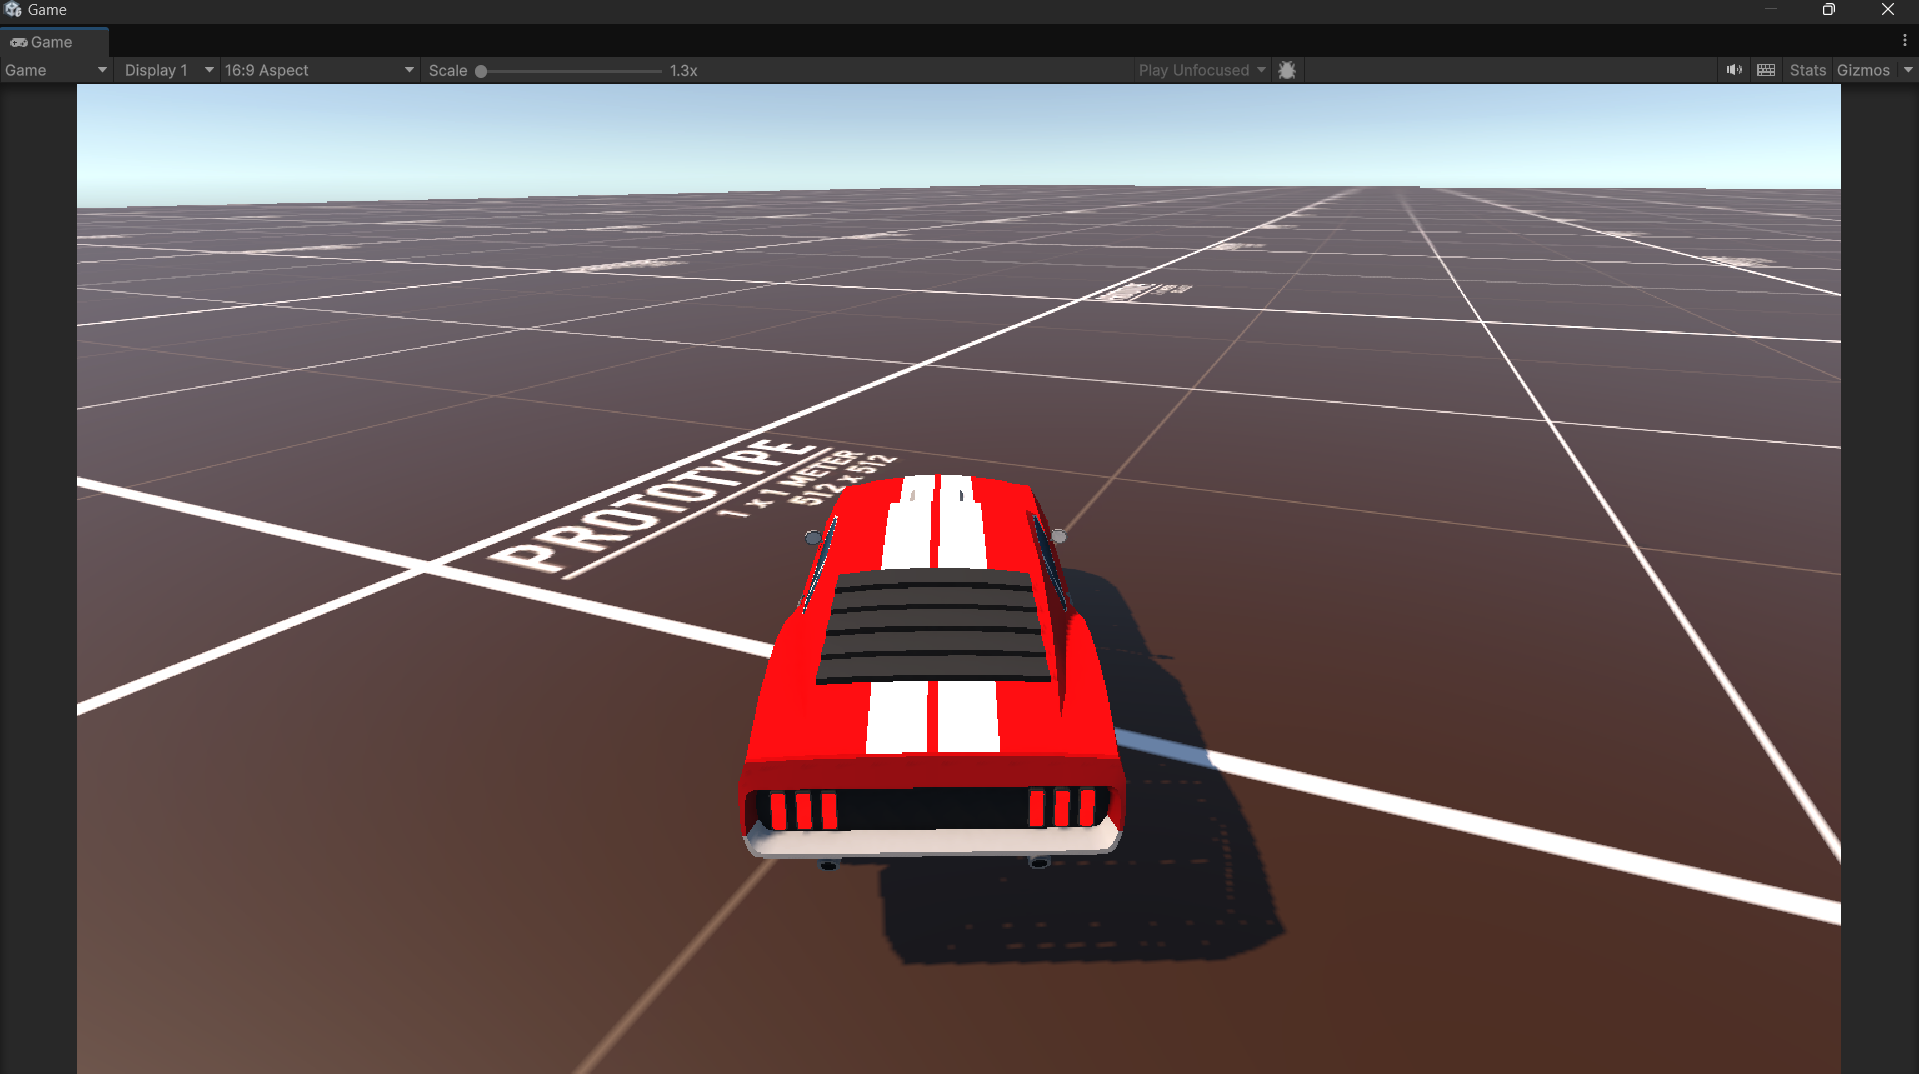 Game
Game
Game Display 1 16:9 Aspect Scale 1.3x Play Unfocused Stats Gizmos
PROTOTYPE
1 x 1 METER
512 x 512